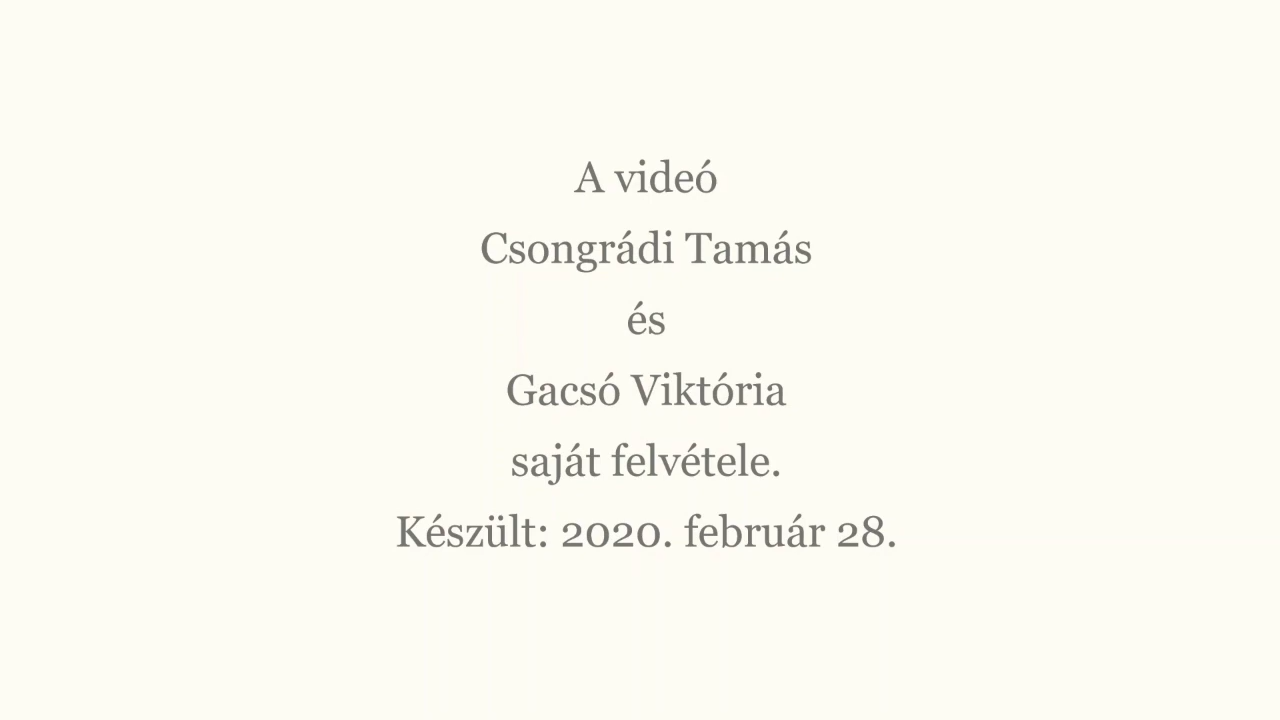 A videó
Csongrádi Tamás
és
Gacsó Viktória
saját felvétele.
Készült: 2020. február 28.